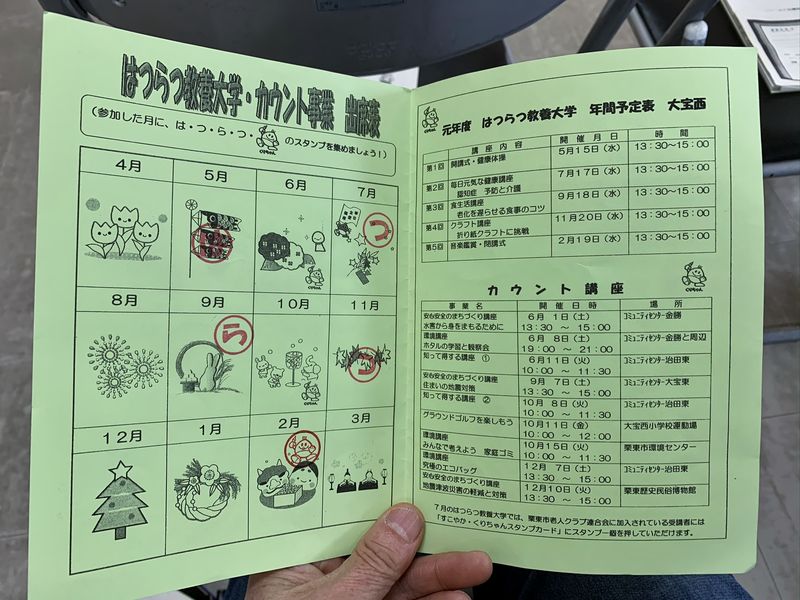 はつらつ教養大学・カウント事業 出席表
(参加した月に、は・つ・ら・つ・ のスタンプを集めましょう!)
4月
5月
6月
7月
つ
8月
9月
10月
11月
ら
つ
12月
1月
2月
3月
元年度 はつらつ教養大学 年間予定表 大宝西
講座内容 開催月日 時間
第1回 開講式・健康体操 5月15日(水) 13:30～15:00
第2回 毎日元気な健康講座 7月17日(水) 13:30～15:00
認知症 予防と介護
第3回 食生活講座 9月18日(水) 13:30～15:00
老化を遅らせる食事のコツ
第4回 クラフト講座 11月20日(水) 13:30～15:00
折り紙クラフトに挑戦
第5回 音楽鑑賞・閉講式 2月19日(水) 13:30～15:00
カウント講座
事業名 開催日時 場所
安心安全のまちづくり講座 6月1日(土) コミュニティセンター金勝
水害から身をまもるために 13:30 ～ 15:00
環境講座 6月8日(土) コミュニティセンター金勝と周辺
ホタルの学習と観察会 19:00 ～ 21:00
知って得する講座 ① 6月11日(火) コミュニティセンター治田東
10:00 ～ 11:30
安心安全のまちづくり講座 9月7日(土) コミュニティセンター大宝東
住まいの地震対策 13:30 ～ 15:00
知って得する講座 ② 10月8日(火) コミュニティセンター治田東
10:00 ～ 11:30
グラウンドゴルフを楽しもう 10月11日(金) 大宝西小学校運動場
10:00 ～ 12:00
環境講座 10月15日(火) 栗東市環境センター
みんなで考えよう 家庭ゴミ 10:00 ～ 11:30
環境講座 12月7日(土) コミュニティセンター治田東
究極のエコバッグ 13:30 ～ 15:00
安心安全のまちづくり講座 12月10日(火) 栗東歴史民俗博物館
地震津波災害の軽減と対策 13:30 ～ 15:00
7月のはつらつ教養大学では、栗東市老人クラブ連合会に加入されている受講者には
「すこやか・くりちゃんスタンプカード」にスタンプ一個を押していただけます。